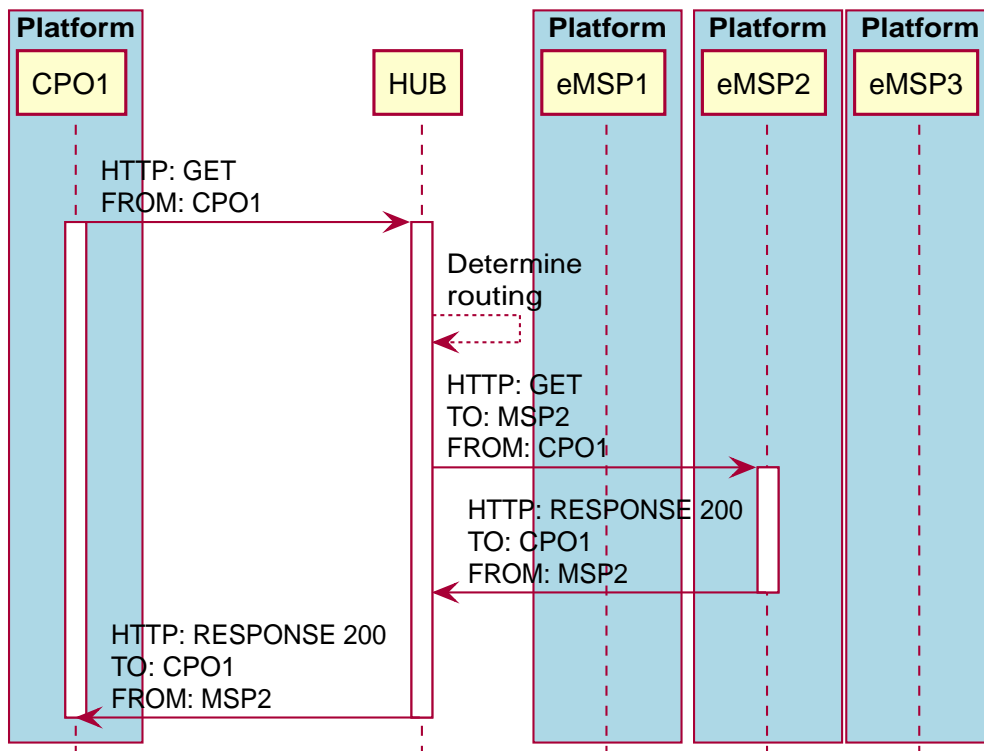 Platform
Platform
Platform
Platform
CPO1
HUB
eMSP1
eMSP2
eMSP3
HTTP: GET
FROM: CPO1
Determine
routing
HTTP: GET
TO: MSP2
FROM: CPO1
HTTP: RESPONSE 200
TO: CPO1
FROM: MSP2
HTTP: RESPONSE 200
TO: CPO1
FROM: MSP2